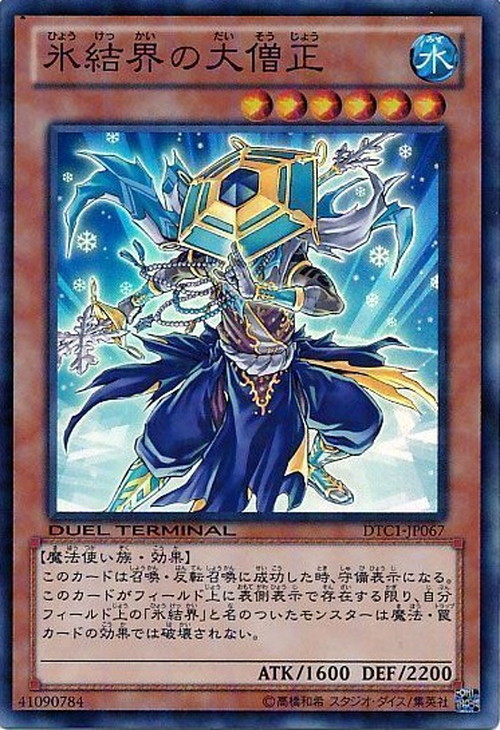 氷結界の大僧正
水
DUEL TERMINAL DTC1-JP067
【魔法使い族・効果】
このカードは召喚・反転召喚に成功した時、守備表示になる。
このカードがフィールド上に表側表示で存在する限り、自分
フィールド上の「氷結界」と名のついたモンスターは魔法・罠
カードの効果では破壊されない。
ATK/1600 DEF/2200
41090784 ©高橋和希 スタジオ・ダイス/集英社